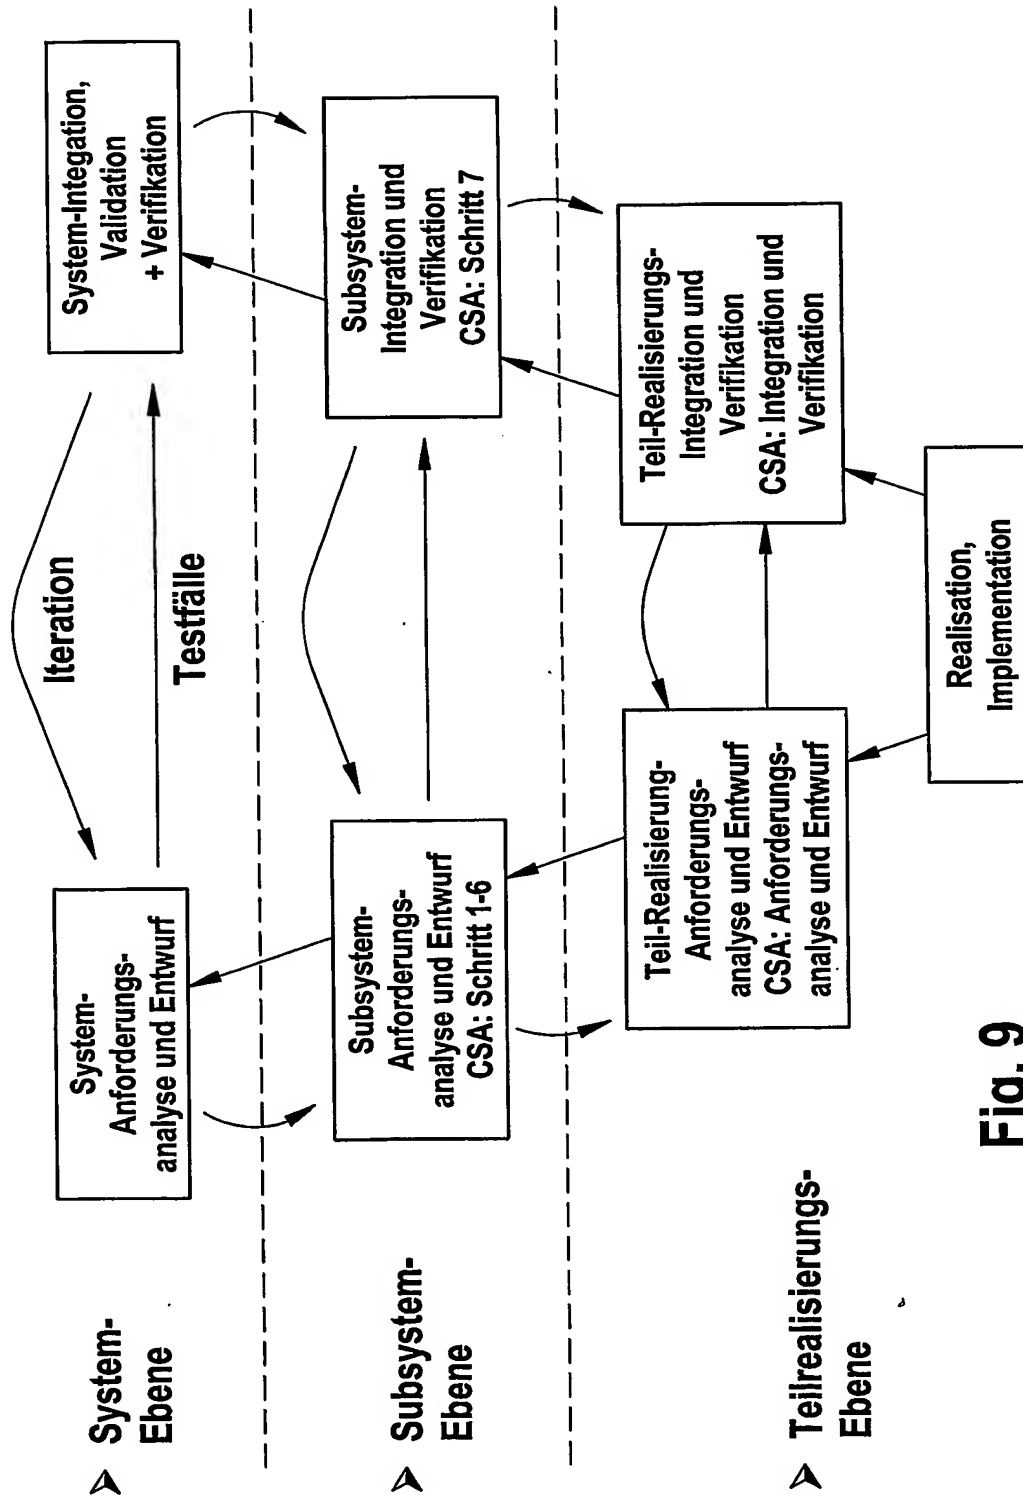 System-
Ebene
System-
Anforderungs-
analyse und Entwurf
Iteration
Testfälle
System-Integation,
Validation
+ Verifikation
Subsystem-
Ebene
Subsystem-
Anforderungs-
analyse und Entwurf
CSA: Schritt 1-6
Subsystem-
Integration und
Verifikation
CSA: Schritt 7
Teilrealisierungs-
Ebene
Teil-Realisierung-
Anforderungs-
analyse und Entwurf
CSA: Anforderungs-
analyse und Entwurf
Teil-Realisierungs-
Integration und
Verifikation
CSA: Integration und
Verifikation
Realisation,
Implementation
Fig. 9